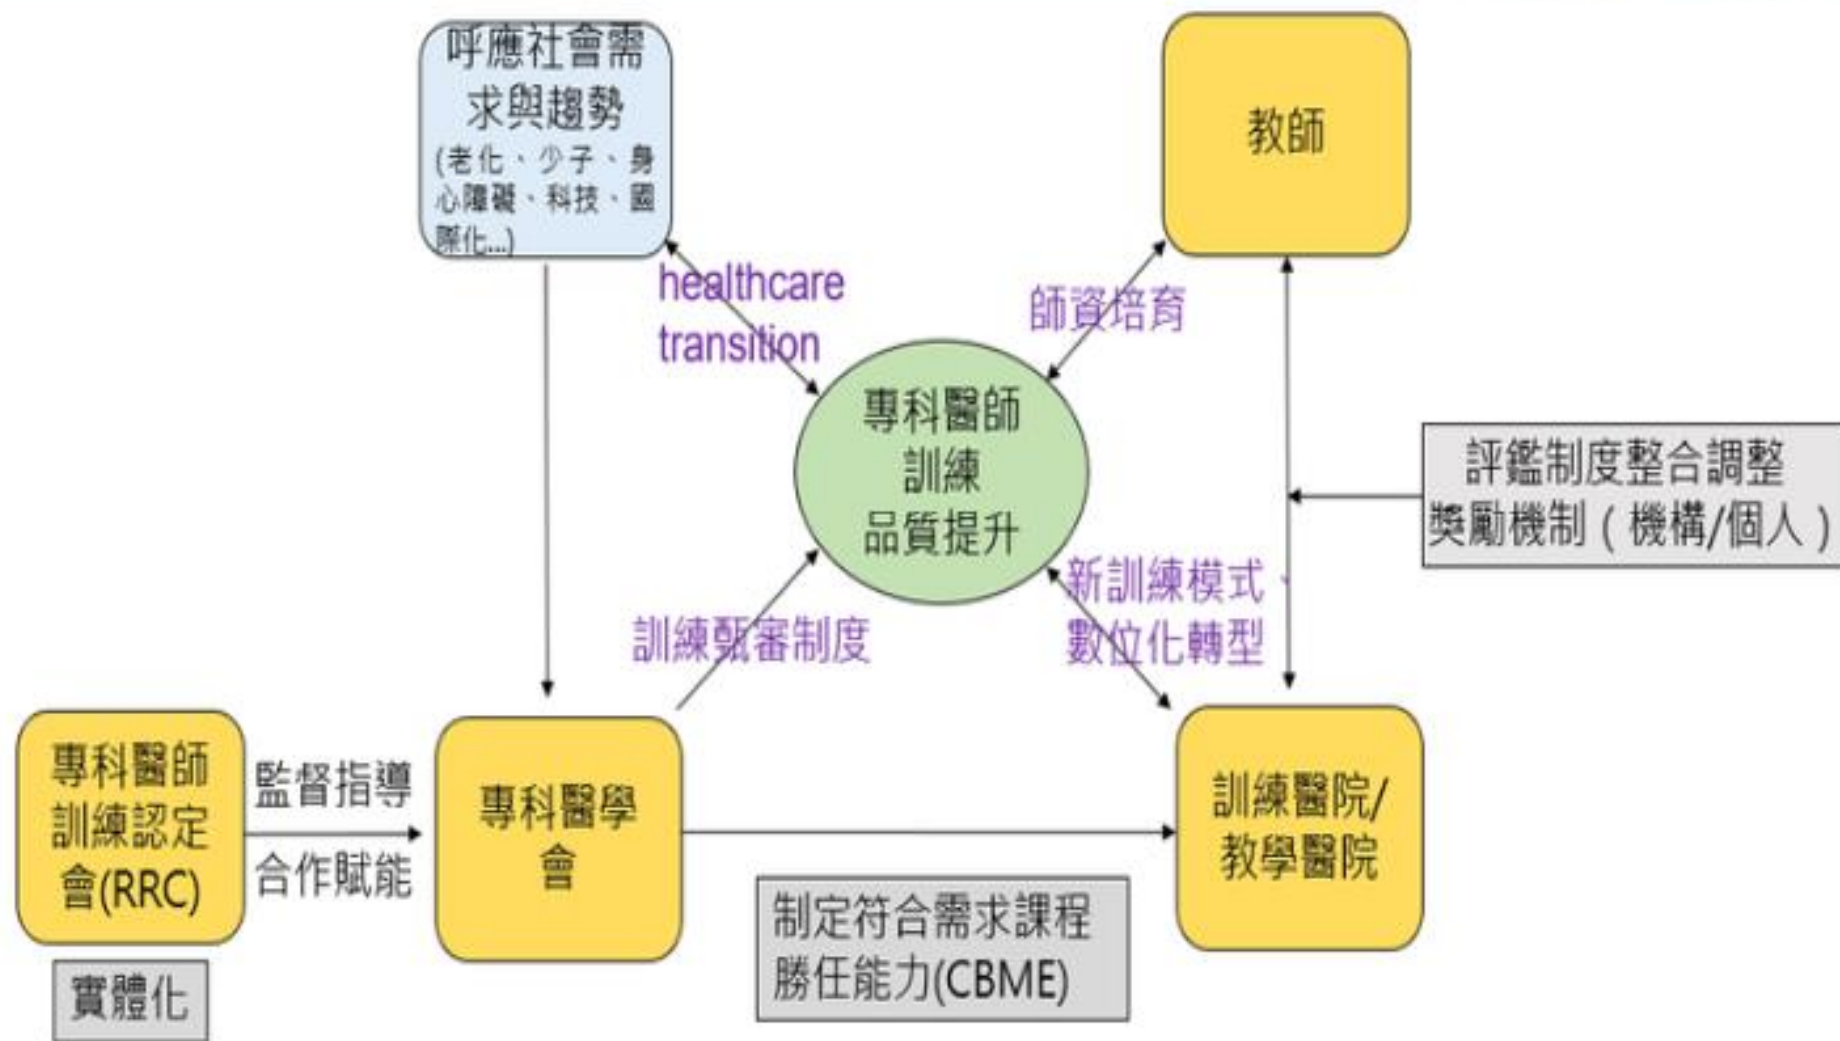 呼應社會需
求與趨勢
(老化、少子、身
心障礙、科技、國
際化...)
教師
healthcare
transition
師資培育
專科醫師
訓練
品質提升
評鑑制度整合調整
獎勵機制（機構/個人）
新訓練模式、
數位化轉型
訓練甄審制度
專科醫師
訓練認定
會(RRC)
監督指導
合作賦能
專科醫學
會
訓練醫院/
教學醫院
制定符合需求課程
勝任能力(CBME)
實體化